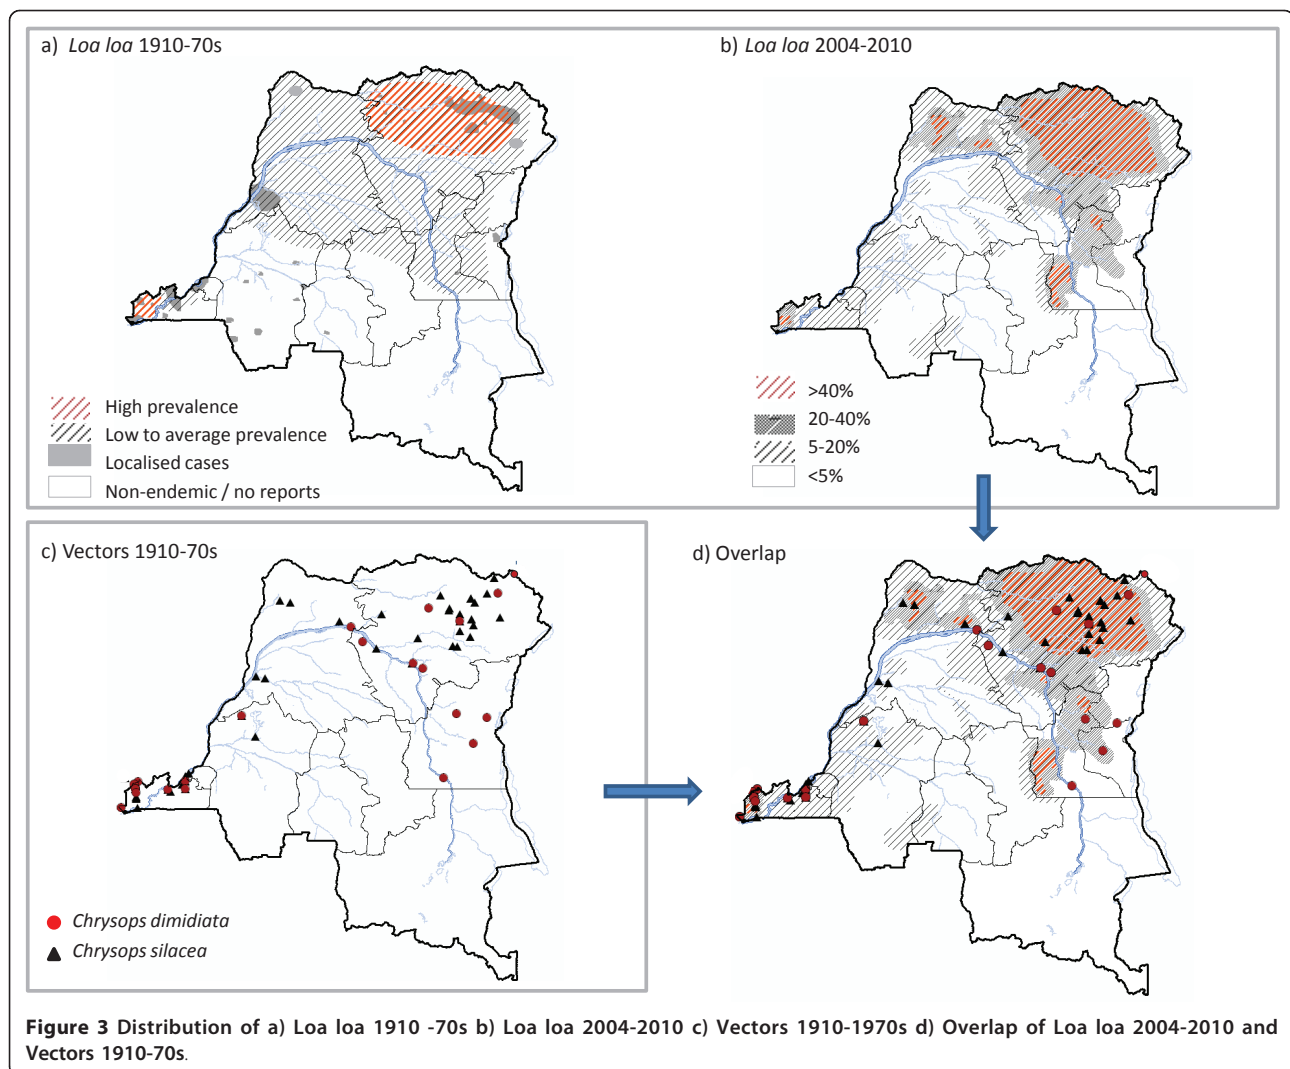 a) Loa loa 1910-70s
High prevalence
Low to average prevalence
Localised cases
Non-endemic / no reports
b) Loa loa 2004-2010
>40%
20-40%
5-20%
<5%
c) Vectors 1910-70s
Chrysops dimidiata
Chrysops silacea
d) Overlap
Figure 3 Distribution of a) Loa loa 1910 -70s b) Loa loa 2004-2010 c) Vectors 1910-1970s d) Overlap of Loa loa 2004-2010 and
Vectors 1910-70s.